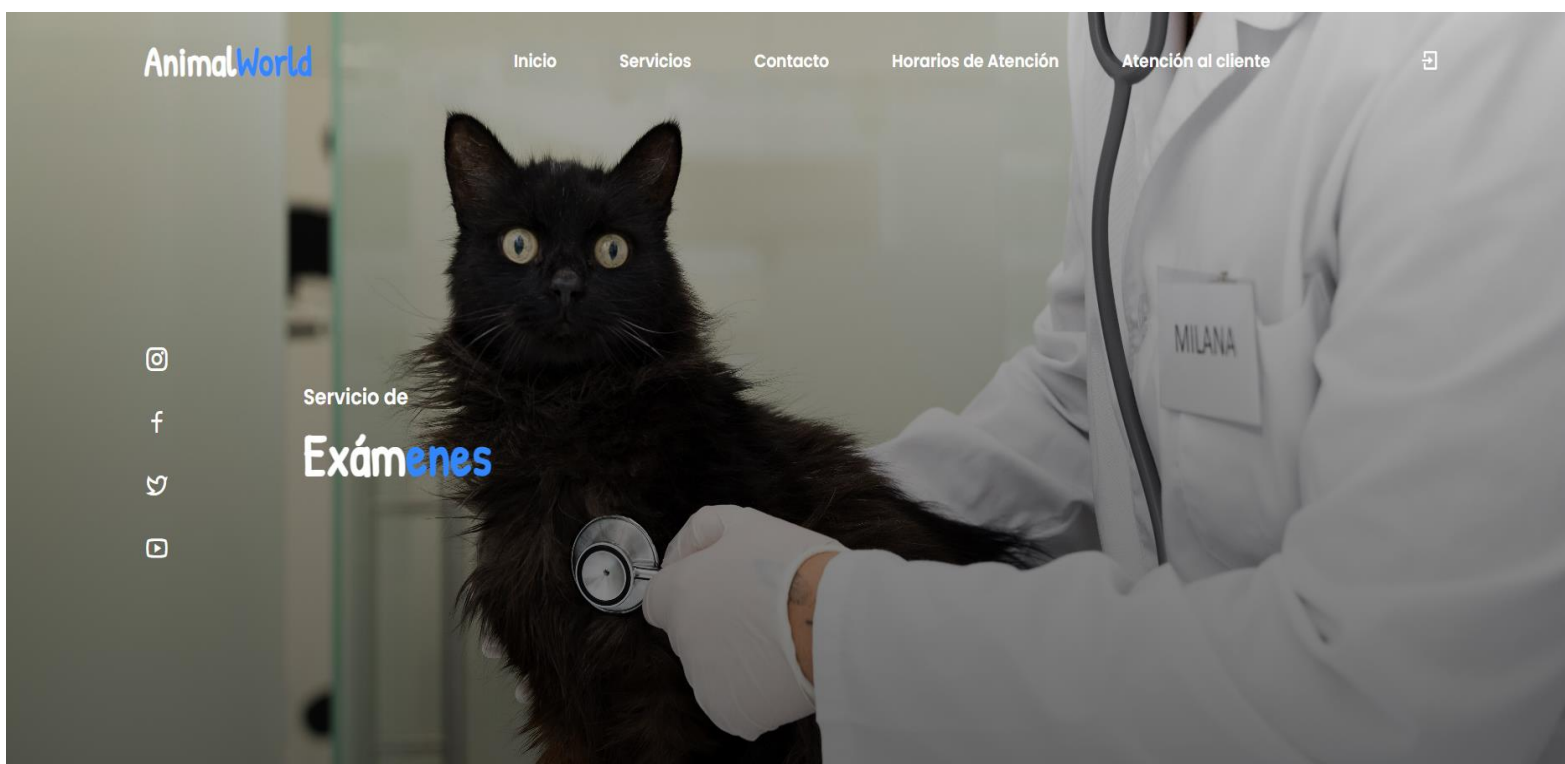 AnimalWorld
Inicio Servicios Contacto Horarios de Atención Atención al cliente
MILANA
Servicio de
Exámenes